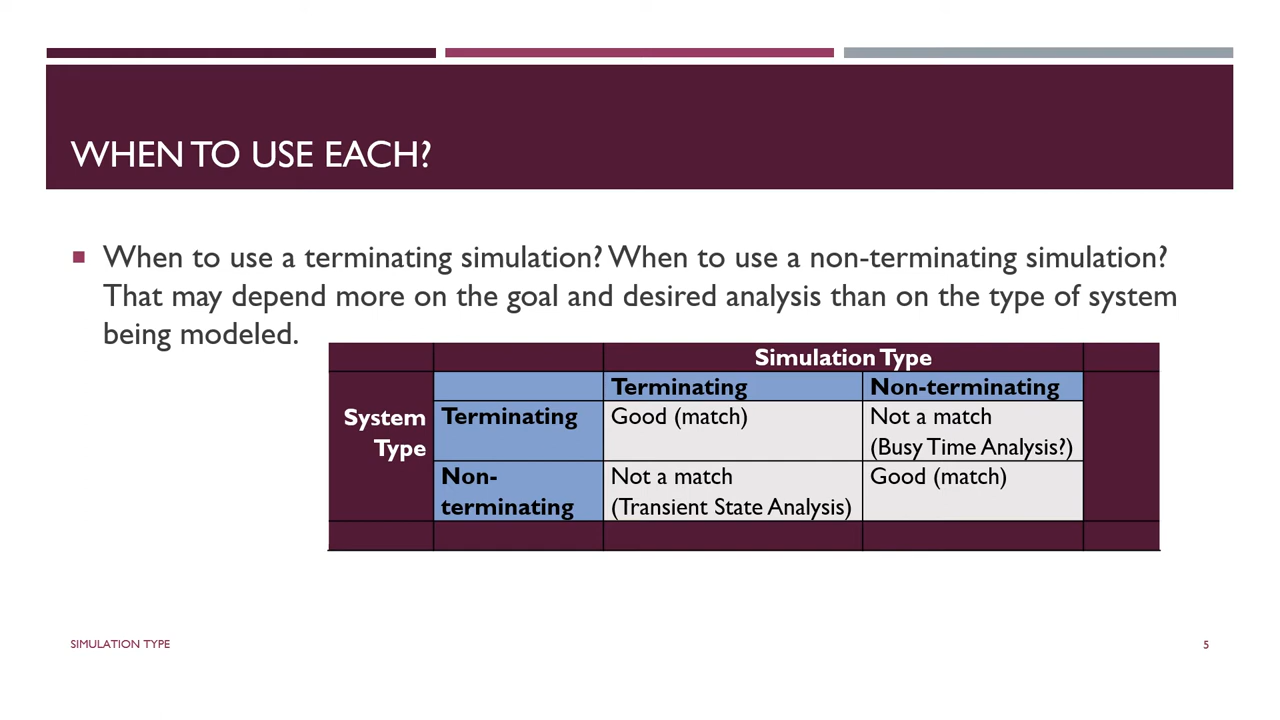 WHEN TO USE EACH?
When to use a terminating simulation? When to use a non-terminating simulation?
That may depend more on the goal and desired analysis than on the type of system
being modeled.
Simulation Type
Terminating Non-terminating
System Type
Terminating
Good (match)
Not a match
(Busy Time Analysis?)
Non-
terminating
Not a match
(Transient State Analysis)
Good (match)
SIMULATION TYPE
5